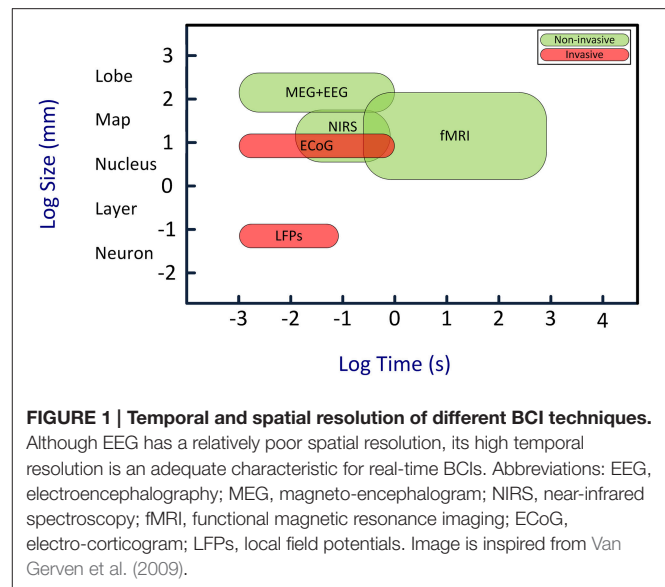 Non-invasive
Invasive
Log Size (mm)
Lobe
Map
Nucleus
Layer
Neuron
3
2
1
0
-1
-2
MEG+EEG
NIRS
ECoG
fMRI
LFPs
-3 -2 -1 0 1 2 3 4
Log Time (s)
FIGURE 1 | Temporal and spatial resolution of different BCI techniques.
Although EEG has a relatively poor spatial resolution, its high temporal
resolution is an adequate characteristic for real-time BCIs. Abbreviations: EEG,
electroencephalography; MEG, magneto-encephalogram; NIRS, near-infrared
spectroscopy; fMRI, functional magnetic resonance imaging; ECoG,
electro-corticogram; LFPs, local field potentials. Image is inspired from Van
Gerven et al. (2009).